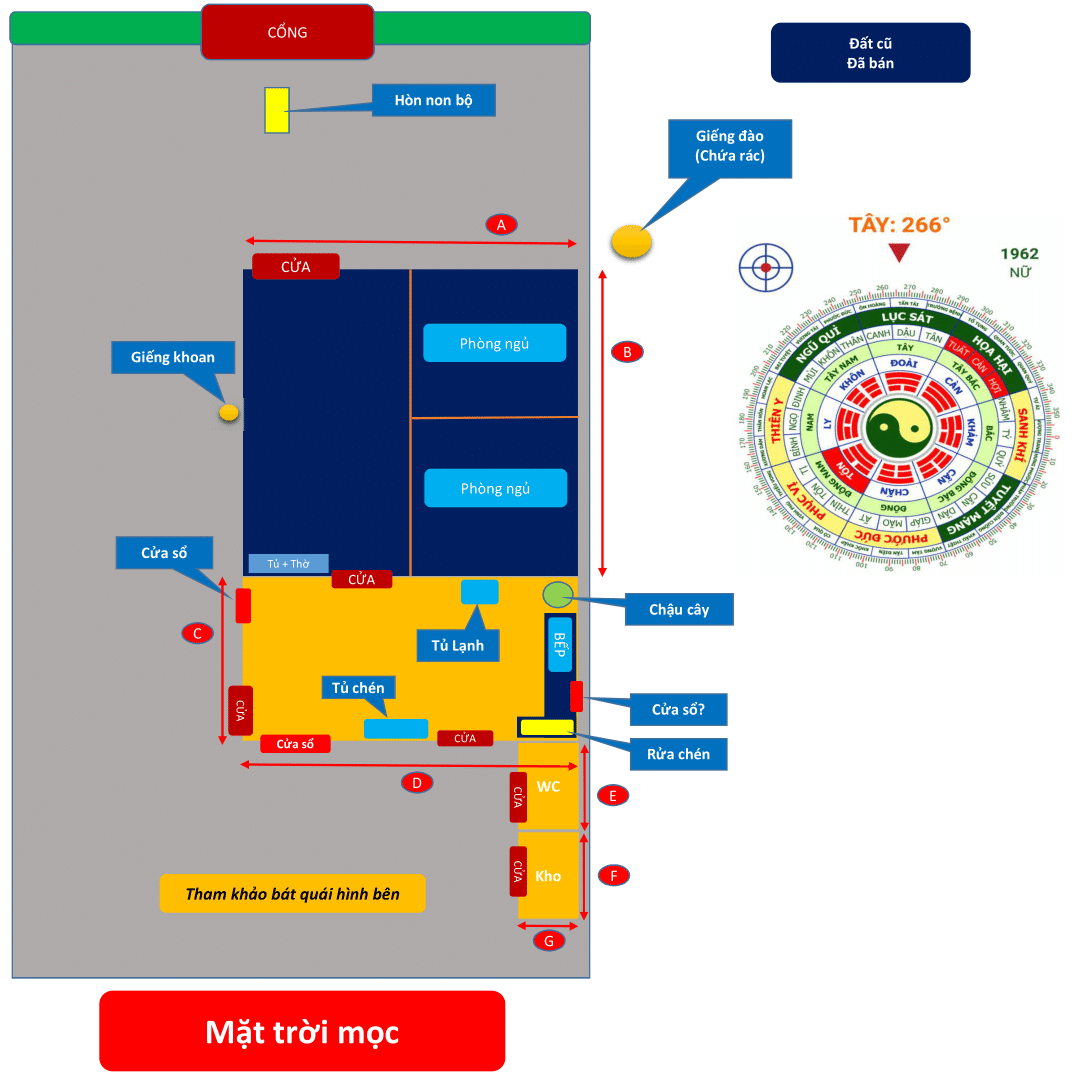 CỔNG
Đất cũ
Đã bán
Hòn non bộ
Giếng đào
(Chứa rác)
A
TÂY: 266°
1962
NỮ
CỬA
Phòng ngủ
B
Giếng khoan
Phòng ngủ
Cửa sổ
Tủ + Thờ
CỬA
C
Tủ Lạnh
Chậu cây
BẾP
Tủ chén
CỬA
Cửa sổ?
Cửa sổ
CỬA
Rửa chén
D
WC
CỬA
E
Kho
CỬA
F
G
Tham khảo bát quái hình bên
Mặt trời mọc
LỤC SÁT
HỌA HẠI
SANH KHÍ
TUYỆT MẠNG
PHƯỚC ĐỨC
PHỤC VỊ
THIÊN Y
NGŨ QUỈ
CANH
DẬU
TÂN
TUẤT
CÀN
HỢI
NHÂM
TÝ
QUÝ
SỬU
CẤN
DẦN
GIÁP
MÃO
ẤT
THÌN
TỐN
TỊ
BÍNH
NGỌ
ĐINH
MÙI
KHÔN
THÂN
TÂY
TÂY BẮC
BẮC
ĐÔNG BẮC
ĐÔNG
ĐÔNG NAM
NAM
TÂY NAM
ĐOÀI
CÀN
KHẢM
CẤN
CHẤN
TỐN
LY
KHÔN